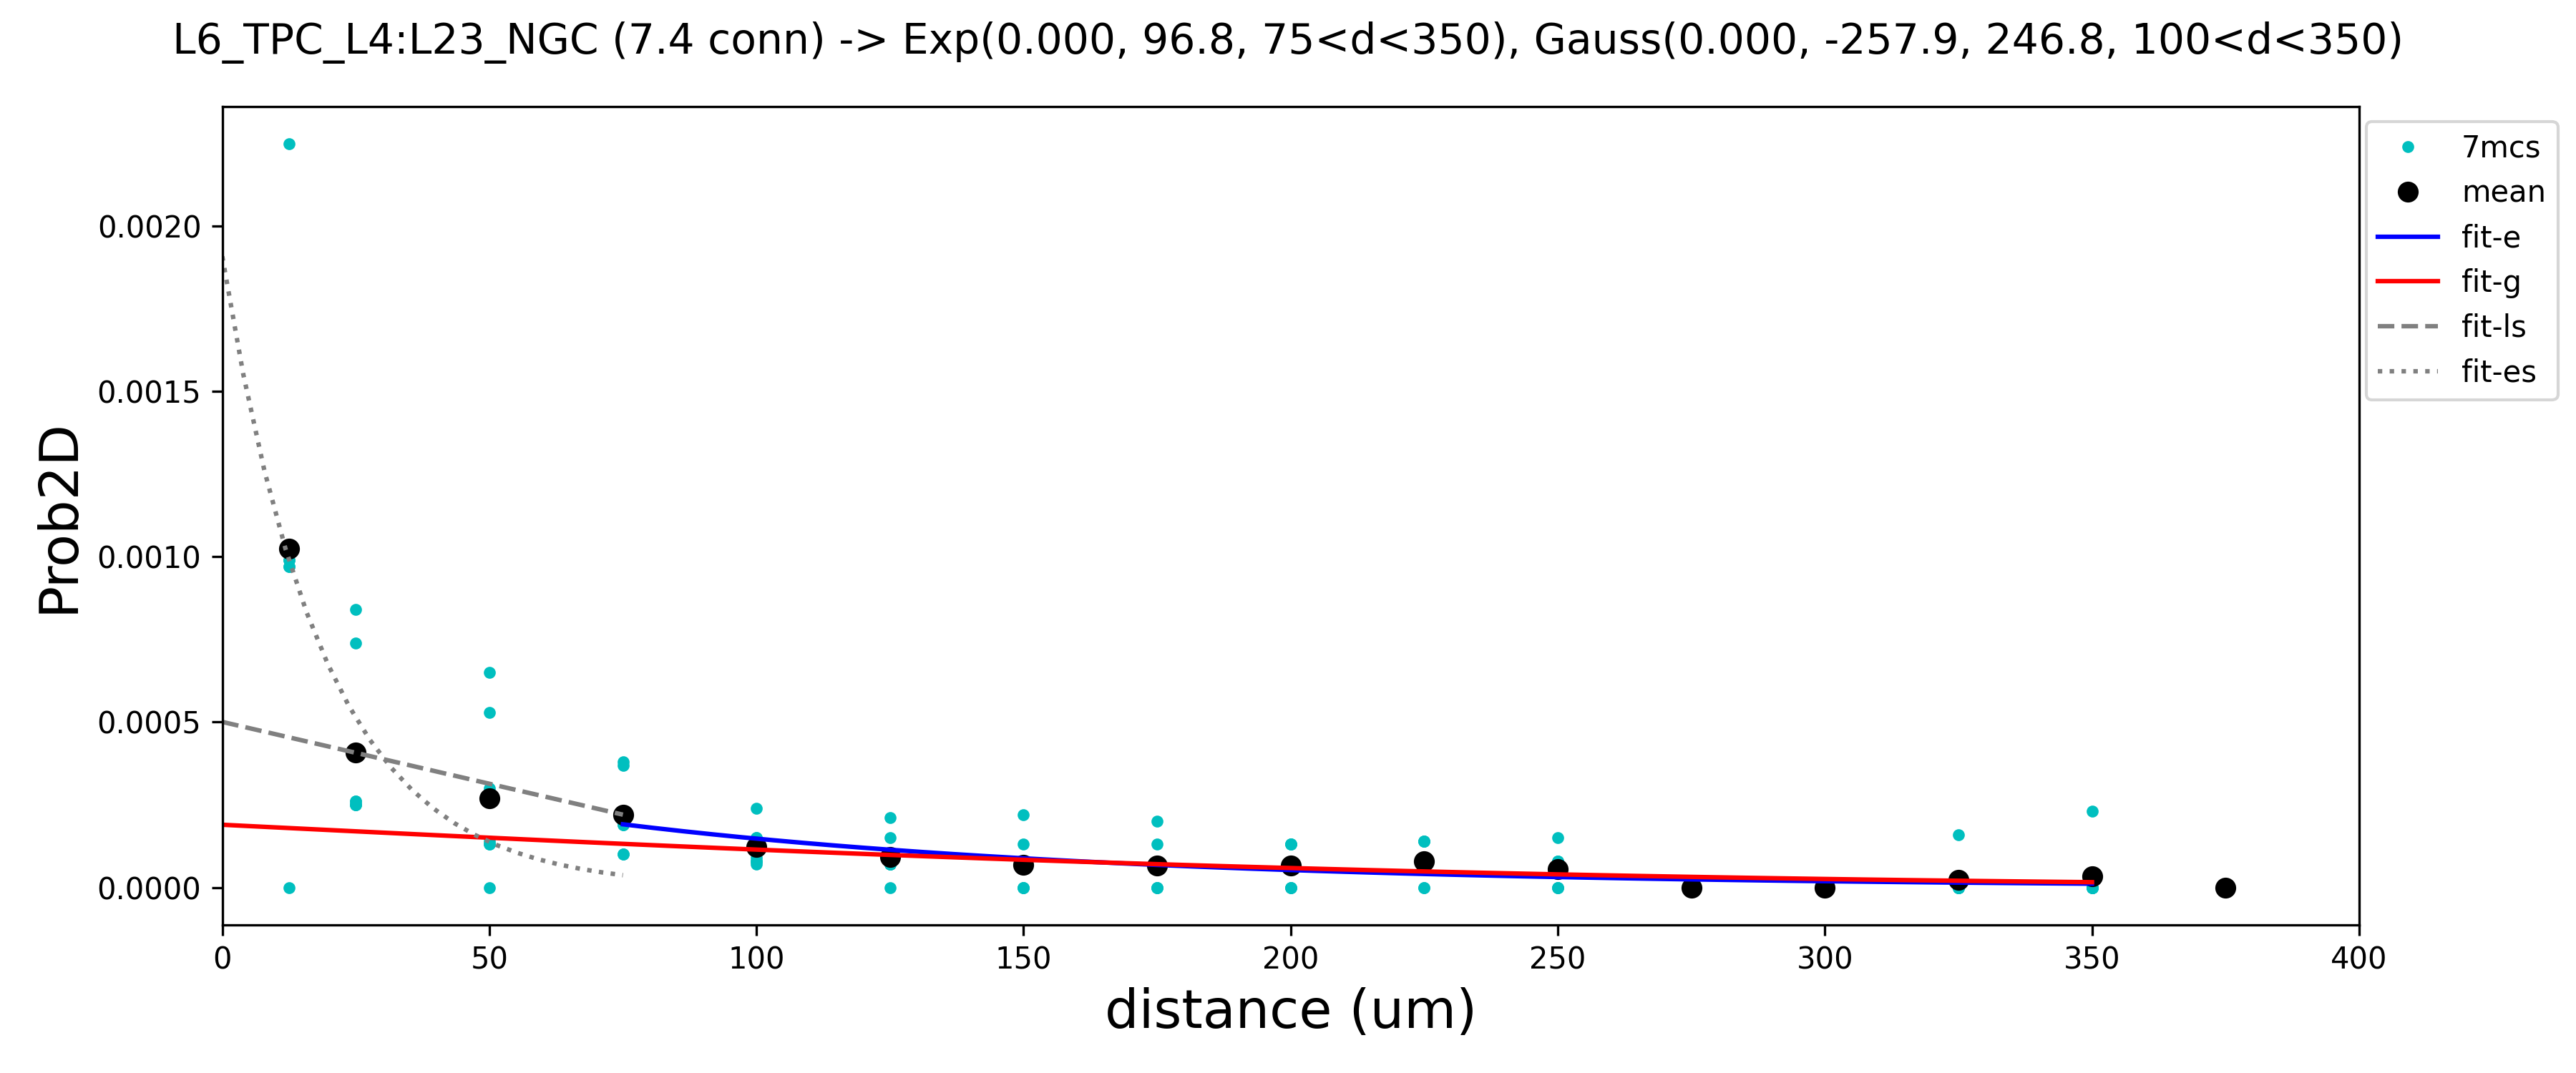 L6_TPC_L4:L23_NGC (7.4 conn) -> Exp(0.000, 96.8, 75<d<350), Gauss(0.000, -257.9, 246.8, 100<d<350)
7mcs
mean
fit-e
fit-g
fit-ls
fit-es
Prob2D
0.0020
0.0015
0.0010
0.0005
0.0000
0 50 100 150 200 250 300 350 400
distance (um)